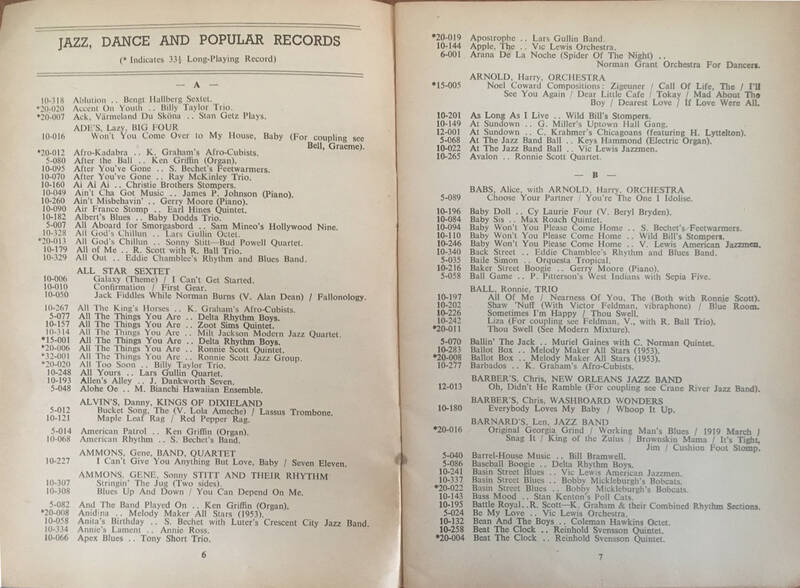 JAZZ, DANCE AND POPULAR RECORDS
(* Indicates 33⅓ Long-Playing Record)
— A —
10-318 Ablution .. Bengt Hallberg Sextet.
*20-020 Accent On Youth .. Billy Taylor Trio.
*20-007 Ack, Värmeland Du Sköna .. Stan Getz Plays.
ADE'S, Lazy, BIG FOUR
10-016 Won't You Come Over to My House, Baby (For coupling see
Bell, Graeme).
*20-012 Afro-Kadabra .. K. Graham's Afro-Cubists.
5-080 After the Ball .. Ken Griffin (Organ).
10-095 After You've Gone .. S. Bechet's Feetwarmers.
10-070 After You've Gone .. Ray McKinley Trio.
10-160 Ai Ai Ai .. Christie Brothers Stompers.
10-049 Ain't Cha Got Music .. James P. Johnson (Piano).
10-260 Ain't Misbehavin' .. Gerry Moore (Piano).
10-090 Air France Stomp .. Earl Hines Quintet.
10-182 Albert's Blues .. Baby Dodds Trio.
5-007 All Aboard for Smorgasbord .. Sam Mineo's Hollywood Nine.
10-328 All God's Chillun .. Lars Gullin Octet.
*20-013 All God's Chillun .. Sonny Stitt—Bud Powell Quartet.
10-178 All of Me .. R. Scott with R. Ball Trio.
10-329 All Out .. Eddie Chamblee's Rhythm and Blues Band.
ALL STAR SEXTET
10-006 Galaxy (Theme) / I Can't Get Started.
10-010 Confirmation / First Gear.
10-050 Jack Fiddles While Norman Burns (V. Alan Dean) / Fallonology.
10-267 All The King's Horses .. K. Graham's Afro-Cubists.
5-077 All The Things You Are .. Delta Rhythm Boys.
10-157 All The Things You Are .. Zoot Sims Quintet.
10-314 All The Things You Are .. Milt Jackson Modern Jazz Quartet.
*15-001 All The Things You Are .. Delta Rhythm Boys.
*20-006 All The Things You Are .. Ronnie Scott Quintet.
*32-001 All The Things You Are .. Ronnie Scott Jazz Group.
*20-020 All Too Soon .. Billy Taylor Trio.
10-248 All Yours .. Lars Gullin Quartet.
10-193 Allen's Alley .. J. Dankworth Seven.
5-048 Alohe Oe .. M. Bianchi Hawaiian Ensemble.
ALVIN'S, Danny, KINGS OF DIXIELAND
5-012 Bucket Song, The (V. Lola Ameche) / Lassus Trombone.
10-121 Maple Leaf Rag / Red Pepper Rag.
5-014 American Patrol .. Ken Griffin (Organ).
10-068 American Rhythm .. S. Bechet's Band.
AMMONS, Gene, BAND, QUARTET
10-227 I Can't Give You Anything But Love, Baby / Seven Eleven.
AMMONS, GENE, Sonny STITT AND THEIR RHYTHM
10-307 Stringin' The Jug (Two sides).
10-308 Blues Up And Down / You Can Depend On Me.
5-082 And The Band Played On .. Ken Griffin (Organ).
*20-008 Anidina .. Melody Maker All Stars (1953).
10-058 Anita's Birthday .. S. Bechet with Luter's Crescent City Jazz Band.
10-334 Annie's Lament .. Annie Ross.
10-066 Apex Blues .. Tony Short Trio.
6
*20-019 Apostrophe .. Lars Gullin Band.
10-144 Apple, The .. Vic Lewis Orchestra.
6-001 Arana De La Noche (Spider Of The Night) ..
Norman Grant Orchestra For Dancers.
ARNOLD, Harry, ORCHESTRA
*15-005 Noel Coward Compositions: Zigeuner / Call Of Life, The / I'll
See You Again / Dear Little Cafe / Tokay / Mad About The
Boy / Dearest Love / If Love Were All.
10-201 As Long As I Live .. Wild Bill's Stompers.
10-149 At Sundown .. G. Miller's Uptown Hall Gang.
12-001 At Sundown .. C. Krahmer's Chicagoans (featuring H. Lyttelton).
5-068 At The Jazz Band Ball .. Keys Hammond (Electric Organ).
10-022 At The Jazz Band Ball .. Vic Lewis Jazzmen.
10-265 Avalon .. Ronnie Scott Quartet.
— B —
BABS, Alice, with ARNOLD, Harry, ORCHESTRA
5-089 Choose Your Partner / You're The One I Idolise.
10-196 Baby Doll .. Cy Laurie Four (V. Beryl Bryden).
10-084 Baby Sis .. Max Roach Quintet.
10-094 Baby Won't You Please Come Home .. S. Bechet's Feetwarmers.
10-110 Baby Won't You Please Come Home .. Wild Bill's Stompers.
10-246 Baby Won't You Please Come Home .. V. Lewis American Jazzmen.
10-340 Back Street .. Eddie Chamblee's Rhythm and Blues Band.
5-035 Baile Simon .. Orquesta Tropical.
10-216 Baker Street Boogie .. Gerry Moore (Piano).
5-058 Ball Game .. P. Pitterson's West Indians with Sepia Five.
BALL, Ronnie, TRIO
10-197 All Of Me / Nearness Of You, The (Both with Ronnie Scott).
10-202 Shaw 'Nuff (With Victor Feldman, vibraphone) / Blue Room.
10-226 Sometimes I'm Happy / Thou Swell.
10-242 Liza (For coupling see Feldman, V., with R. Ball Trio).
*20-011 Thou Swell (See Modern Mixture).
5-070 Ballin' The Jack .. Muriel Gaines with C. Norman Quintet.
10-283 Ballot Box .. Melody Maker All Stars (1953).
*20-008 Ballot Box .. Melody Maker All Stars (1953).
10-277 Barbados .. K. Graham's Afro-Cubists.
BARBER'S, Chris, NEW ORLEANS JAZZ BAND
12-013 Oh, Didn't He Ramble (For coupling see Crane River Jazz Band).
BARBER'S, Chris, WASHBOARD WONDERS
10-180 Everybody Loves My Baby / Whoop It Up.
BARNARD'S, Len, JAZZ BAND
*20-016 Original Georgia Grind / Working Man's Blues / 1919 March /
Snag It / King of the Zulus / Brownskin Mama / It's Tight,
Jim / Cushion Foot Stomp.
5-040 Barrel-House Music .. Bill Bramwell.
5-086 Baseball Boogie .. Delta Rhythm Boys.
10-241 Basin Street Blues .. Vic Lewis American Jazzmen.
10-337 Basin Street Blues .. Bobby Mickleburgh's Bobcats.
*20-022 Basin Street Blues .. Bobby Mickleburgh's Bobcats.
10-143 Bass Mood .. Stan Kenton's Poll Cats.
10-195 Battle Royal..R. Scott—K. Graham & their Combined Rhythm Sections.
5-024 Be My Love .. Vic Lewis Orchestra.
10-132 Bean And The Boys .. Coleman Hawkins Octet.
10-258 Beat The Clock .. Reinhold Svensson Quintet.
*20-004 Beat The Clock .. Reinhold Svensson Quintet.
7